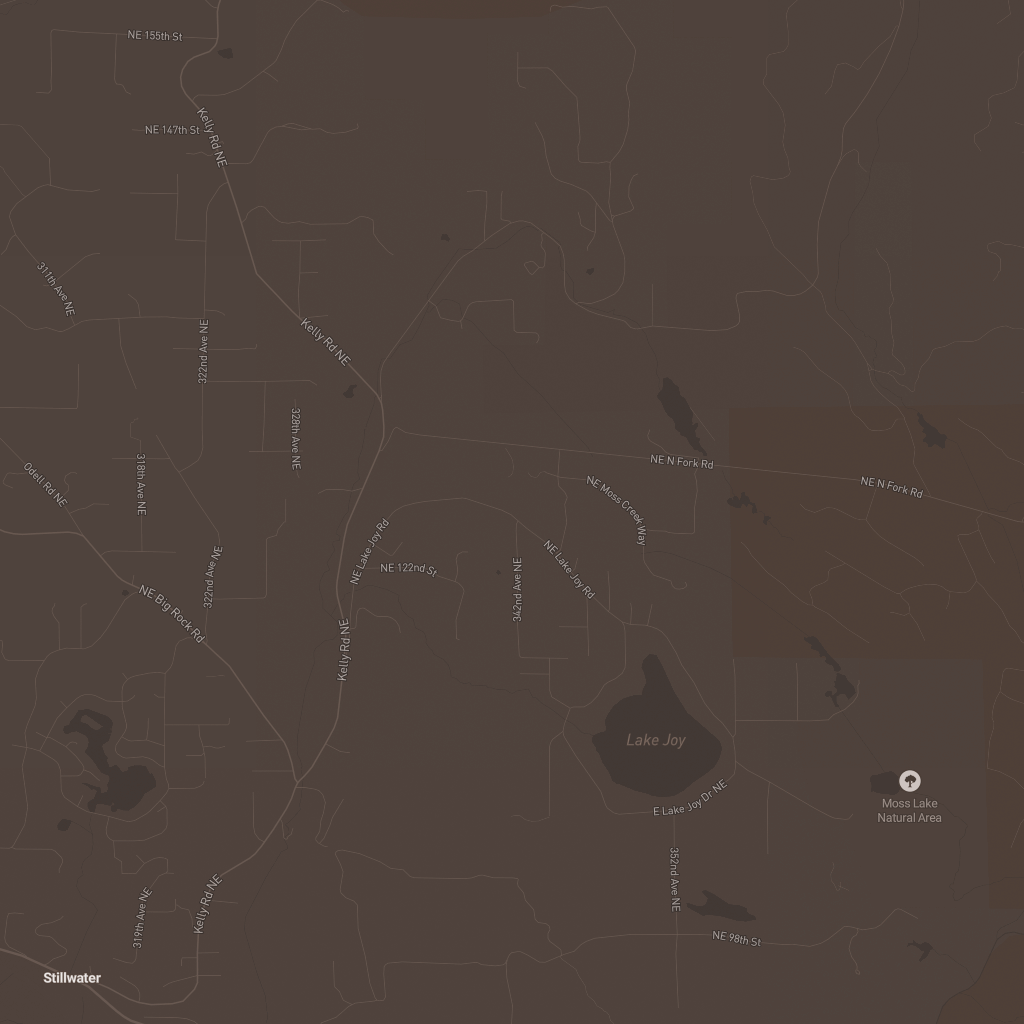 NE 155th St
Kelly Rd NE
NE 147th St
311th Ave NE
322nd Ave NE
Kelly Rd NE
328th Ave NE
318th Ave NE
Odell Rd NE
NE N Fork Rd
NE N Fork Rd
NE Moss Creek Way
NE Lake Joy Rd
NE 122nd St
342nd Ave NE
NE Lake Joy Rd
322nd Ave NE
NE Big Rock Rd
Kelly Rd NE
Lake Joy
E Lake Joy Dr NE
Moss Lake
Natural Area
352nd Ave NE
319th Ave NE
Kelly Rd NE
NE 98th St
Stillwater